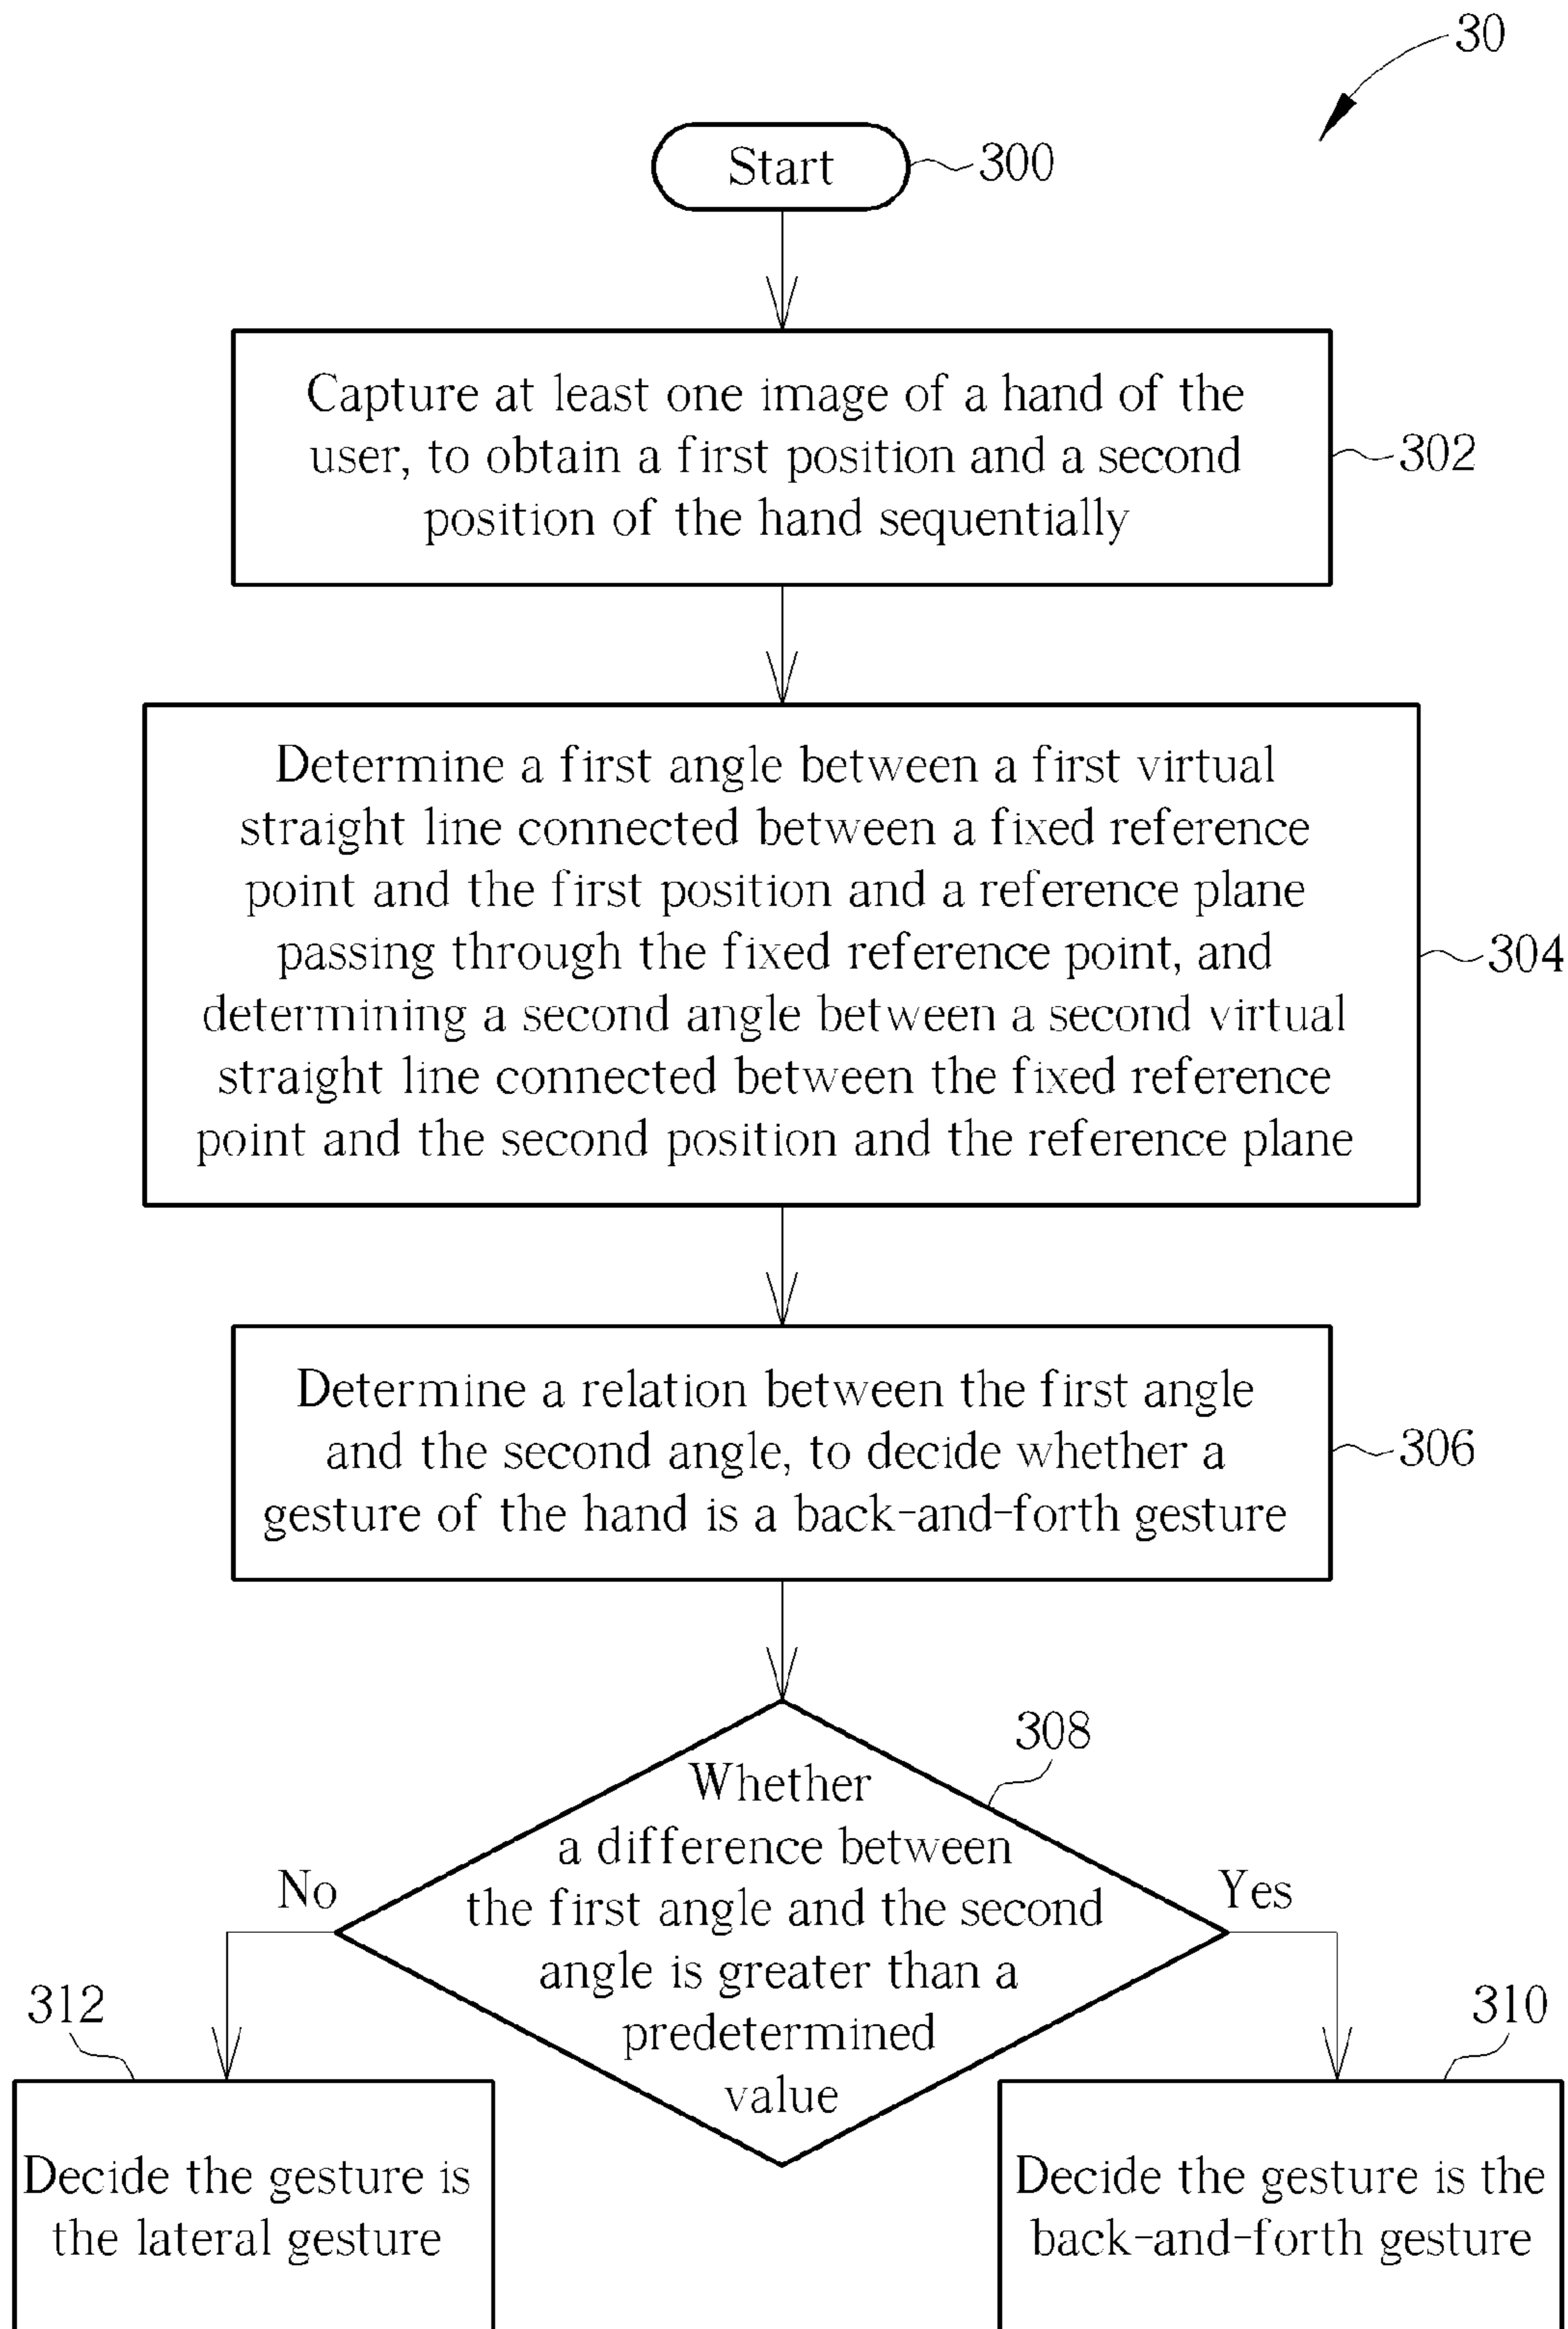 30
Start
300
Capture at least one image of a hand of the
user, to obtain a first position and a second
position of the hand sequentially
302
Determine a first angle between a first virtual
straight line connected between a fixed reference
point and the first position and a reference plane
passing through the fixed reference point, and
determining a second angle between a second virtual
straight line connected between the fixed reference
point and the second position and the reference plane
304
Determine a relation between the first angle
and the second angle, to decide whether a
gesture of the hand is a back-and-forth gesture
306
308
Whether
a difference between
the first angle and the second
angle is greater than a
predetermined
value
No
Yes
312
310
Decide the gesture is
the lateral gesture
Decide the gesture is the
back-and-forth gesture